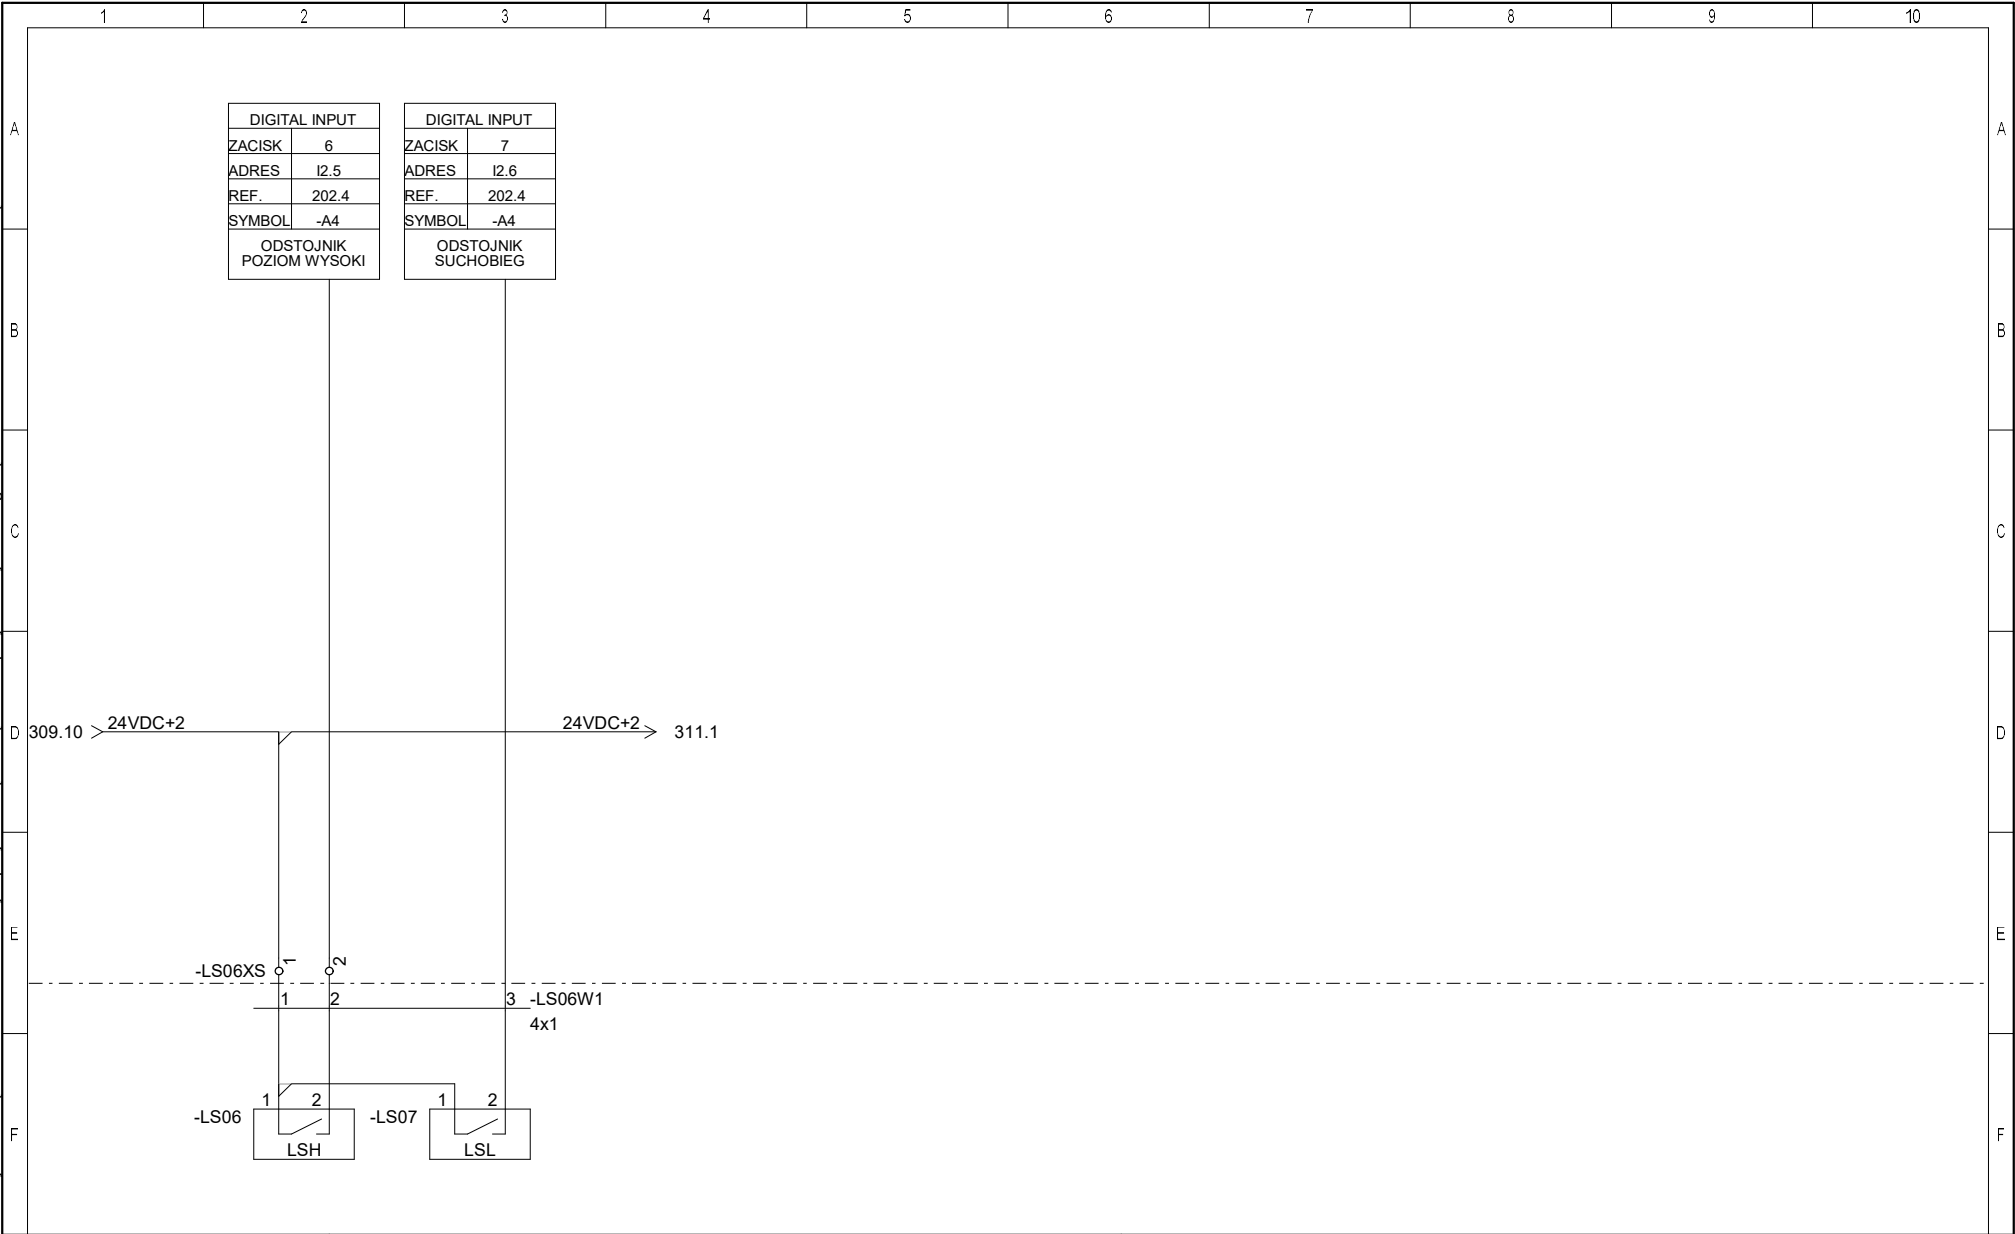 1 2 3 4 5 6 7 8 9 10
A A
DIGITAL INPUT
ZACISK 6
ADRES I2.5
REF. 202.4
SYMBOL -A4
ODSTOJNIK
POZIOM WYSOKI
DIGITAL INPUT
ZACISK 7
ADRES I2.6
REF. 202.4
SYMBOL -A4
ODSTOJNIK
SUCHOBIEG
B B
C C
D 309.10 24VDC+2 24VDC+2 311.1 D
E E
-LS06XS 1 2
1 2 3 -LS06W1
4x1
1 2 1 2
-LS06 -LS07
F F
LSH LSL